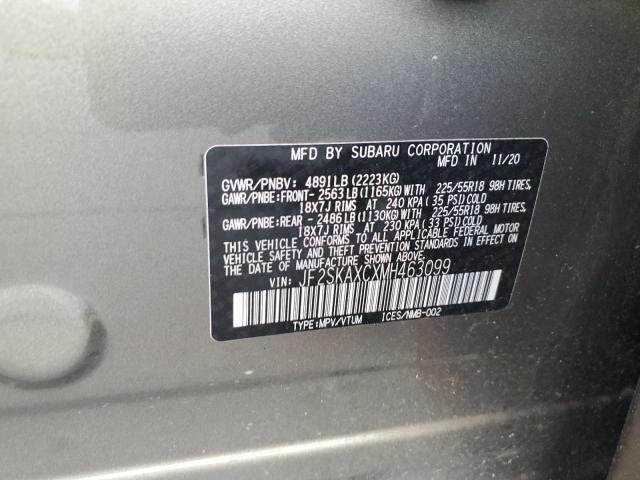 MFD BY SUBARU CORPORATION
MFD IN 11/20
GVWR/PNBV: 4891LB(2223KG)
GAWR/PNBE:FRONT-2563LB(1165KG)WITH 225/55R18 98H TIRES,
18X7J RIMS AT 240 KPA(35 PSI)COLD
GAWR/PNBE:REAR -2486LB(1130KG)WITH 225/55R18 98H TIRES,
18X7J RIMS AT 230 KPA(33 PSI)COLD
THIS VEHICLE CONFORMS TO ALL APPLICABLE FEDERAL MOTOR
VEHICLE SAFETY AND THEFT PREVENTION STANDARDS IN EFFECT
ON THE DATE OF MANUFACTURE SHOWN ABOVE.
VIN: JF2SKAXCXMH463099
TYPE:MPV/VTUM ICES/NMB-002